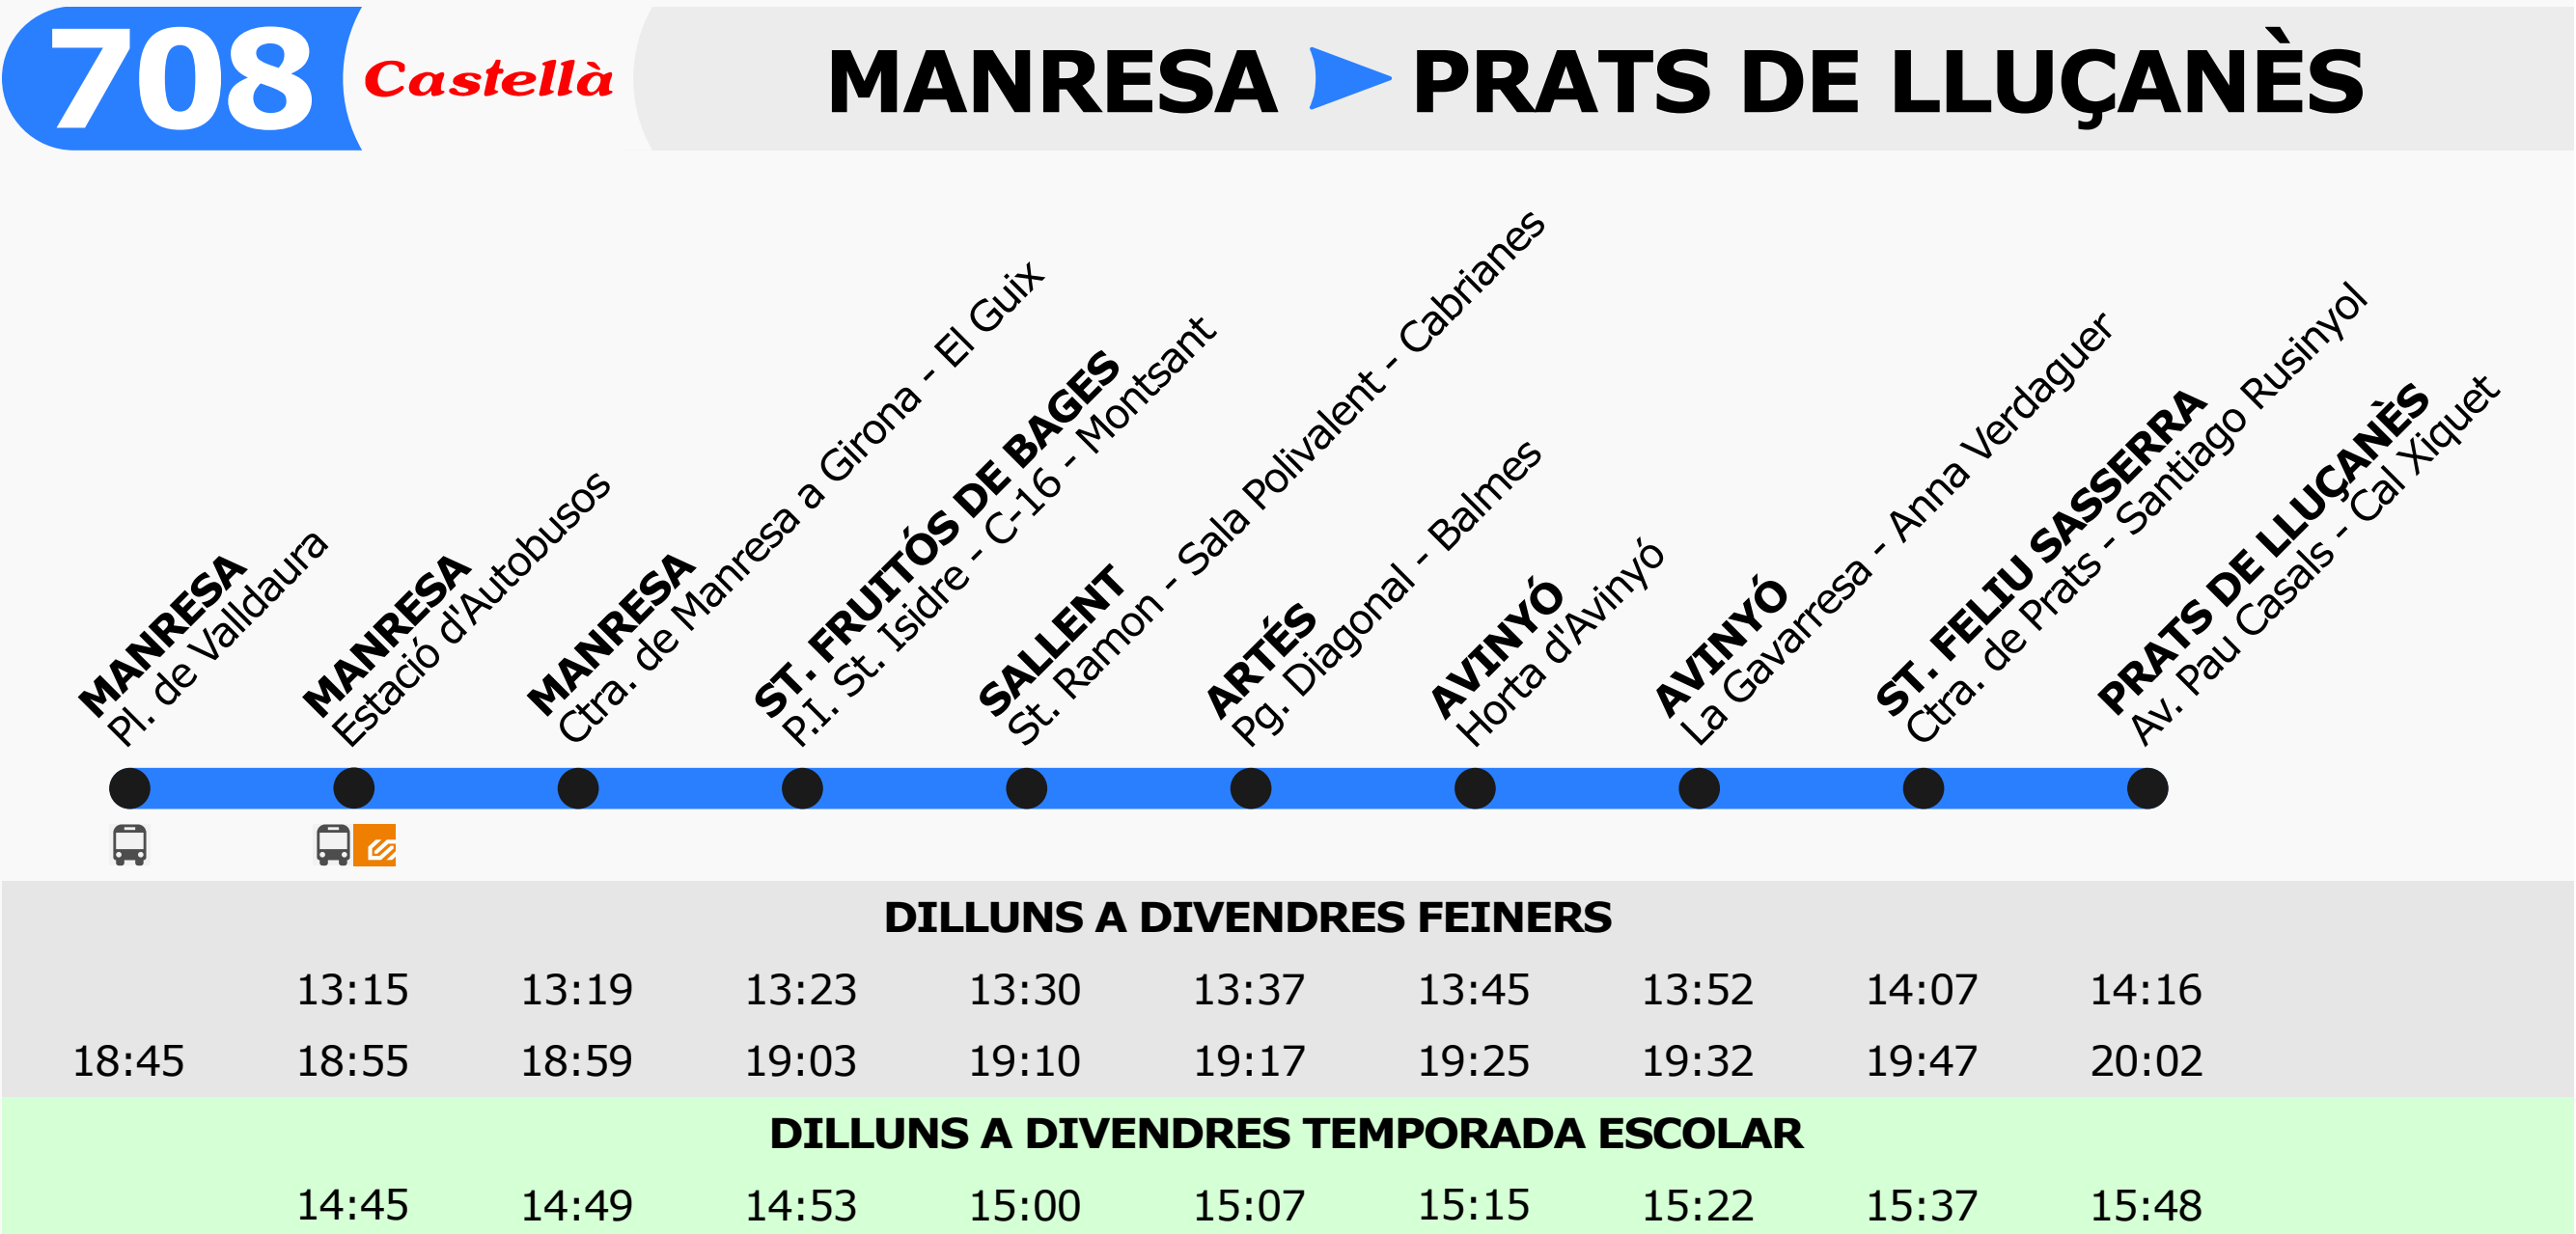 708 Castellà MANRESA PRATS DE LLUÇANÈS
MANRESA
Pl. de Valldaura
MANRESA
Estació d'Autobusos
MANRESA
Ctra. de Manresa a Girona - El Guix
ST. FRUITÓS DE BAGES
P.I. St. Isidre - C-16 - Montsant
SALLENT
St. Ramon - Sala Polivalent - Cabrianes
ARTÉS
Pg. Diagonal - Balmes
AVINYÓ
Horta d'Avinyó
AVINYÓ
La Gavarresa - Anna Verdaguer
ST. FELIU SASSERRA
Ctra. de Prats - Santiago Rusinyol
PRATS DE LLUÇANÈS
Av. Pau Casals - Cal Xiquet
DILLUNS A DIVENDRES FEINERS
13:15 13:19 13:23 13:30 13:37 13:45 13:52 14:07 14:16
18:45 18:55 18:59 19:03 19:10 19:17 19:25 19:32 19:47 20:02
DILLUNS A DIVENDRES TEMPORADA ESCOLAR
14:45 14:49 14:53 15:00 15:07 15:15 15:22 15:37 15:48